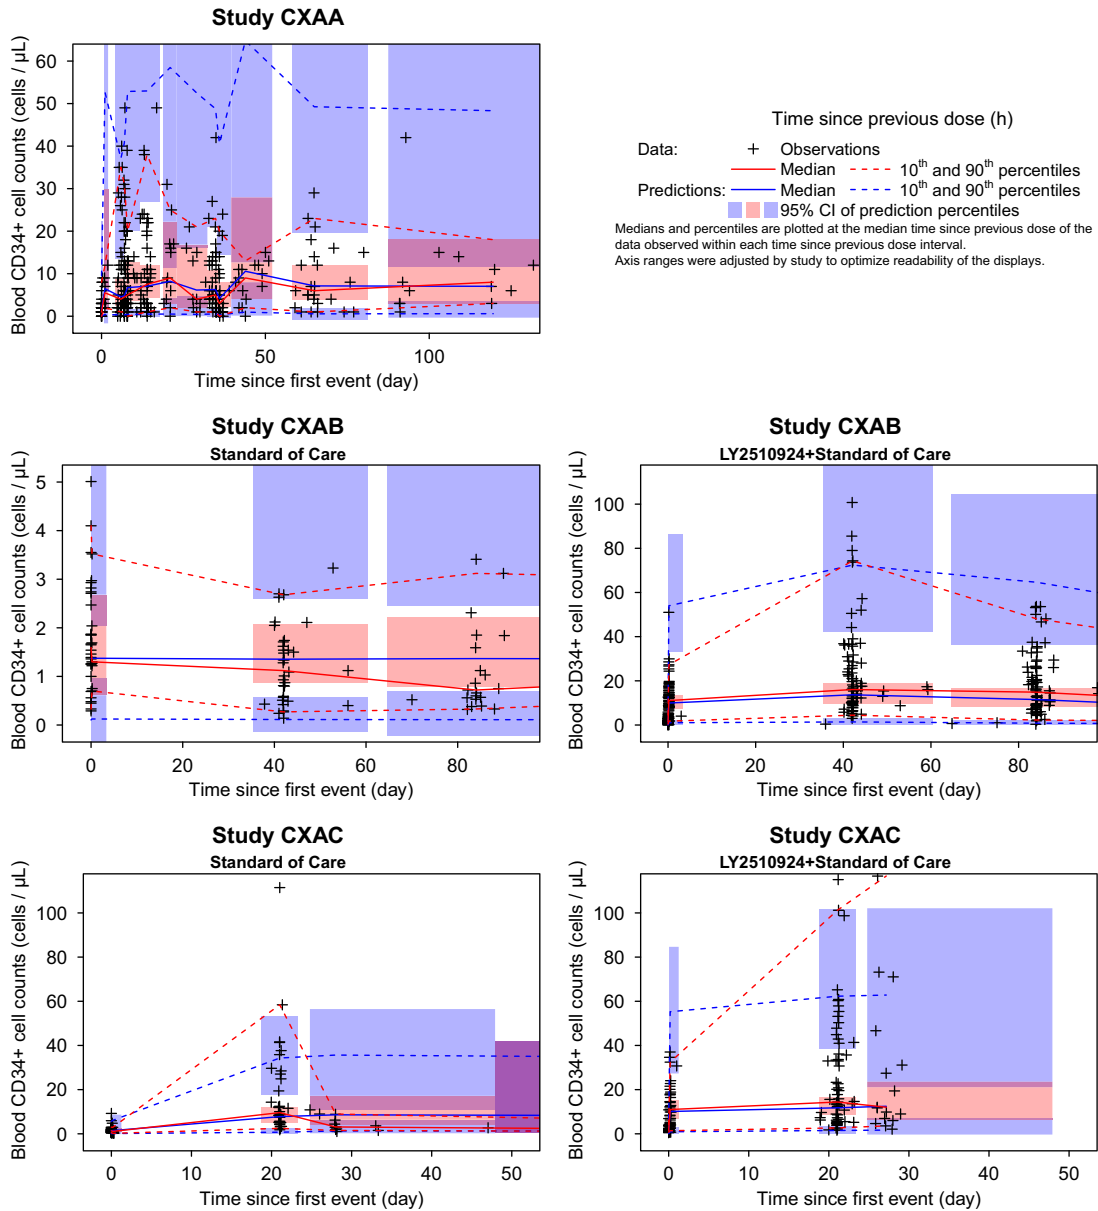 Study CXAA
Blood CD34+ cell counts (cells / µL)
60
50
40
30
20
10
0
0 50 100
Time since first event (day)
Time since previous dose (h)
Data: + Observations
Median 10th and 90th percentiles
Predictions: Median 10th and 90th percentiles
95% CI of prediction percentiles
Medians and percentiles are plotted at the median time since previous dose of the
data observed within each time since previous dose interval.
Axis ranges were adjusted by study to optimize readability of the displays.
Study CXAB
Standard of Care
Blood CD34+ cell counts (cells / µL)
5
4
3
2
1
0
0 20 40 60 80
Time since first event (day)
Study CXAB
LY2510924+Standard of Care
Blood CD34+ cell counts (cells / µL)
100
80
60
40
20
0
0 20 40 60 80
Time since first event (day)
Study CXAC
Standard of Care
Blood CD34+ cell counts (cells / µL)
100
80
60
40
20
0
0 10 20 30 40 50
Time since first event (day)
Study CXAC
LY2510924+Standard of Care
Blood CD34+ cell counts (cells / µL)
100
80
60
40
20
0
0 10 20 30 40 50
Time since first event (day)